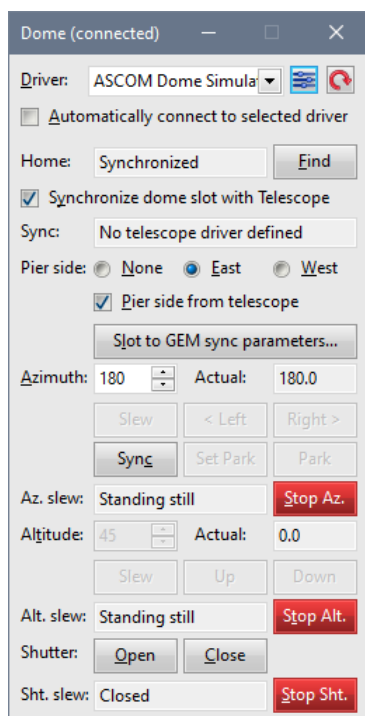 Dome (connected)
Driver: ASCOM Dome Simulat
Automatically connect to selected driver
Home: Synchronized Find
Synchronize dome slot with Telescope
Sync: No telescope driver defined
Pier side: None East West
Pier side from telescope
Slot to GEM sync parameters...
Azimuth: 180 Actual: 180.0
Slew < Left Right >
Sync Set Park Park
Az. slew: Standing still Stop Az.
Altitude: 45 Actual: 0.0
Slew Up Down
Alt. slew: Standing still Stop Alt.
Shutter: Open Close
Sht. slew: Closed Stop Sht.